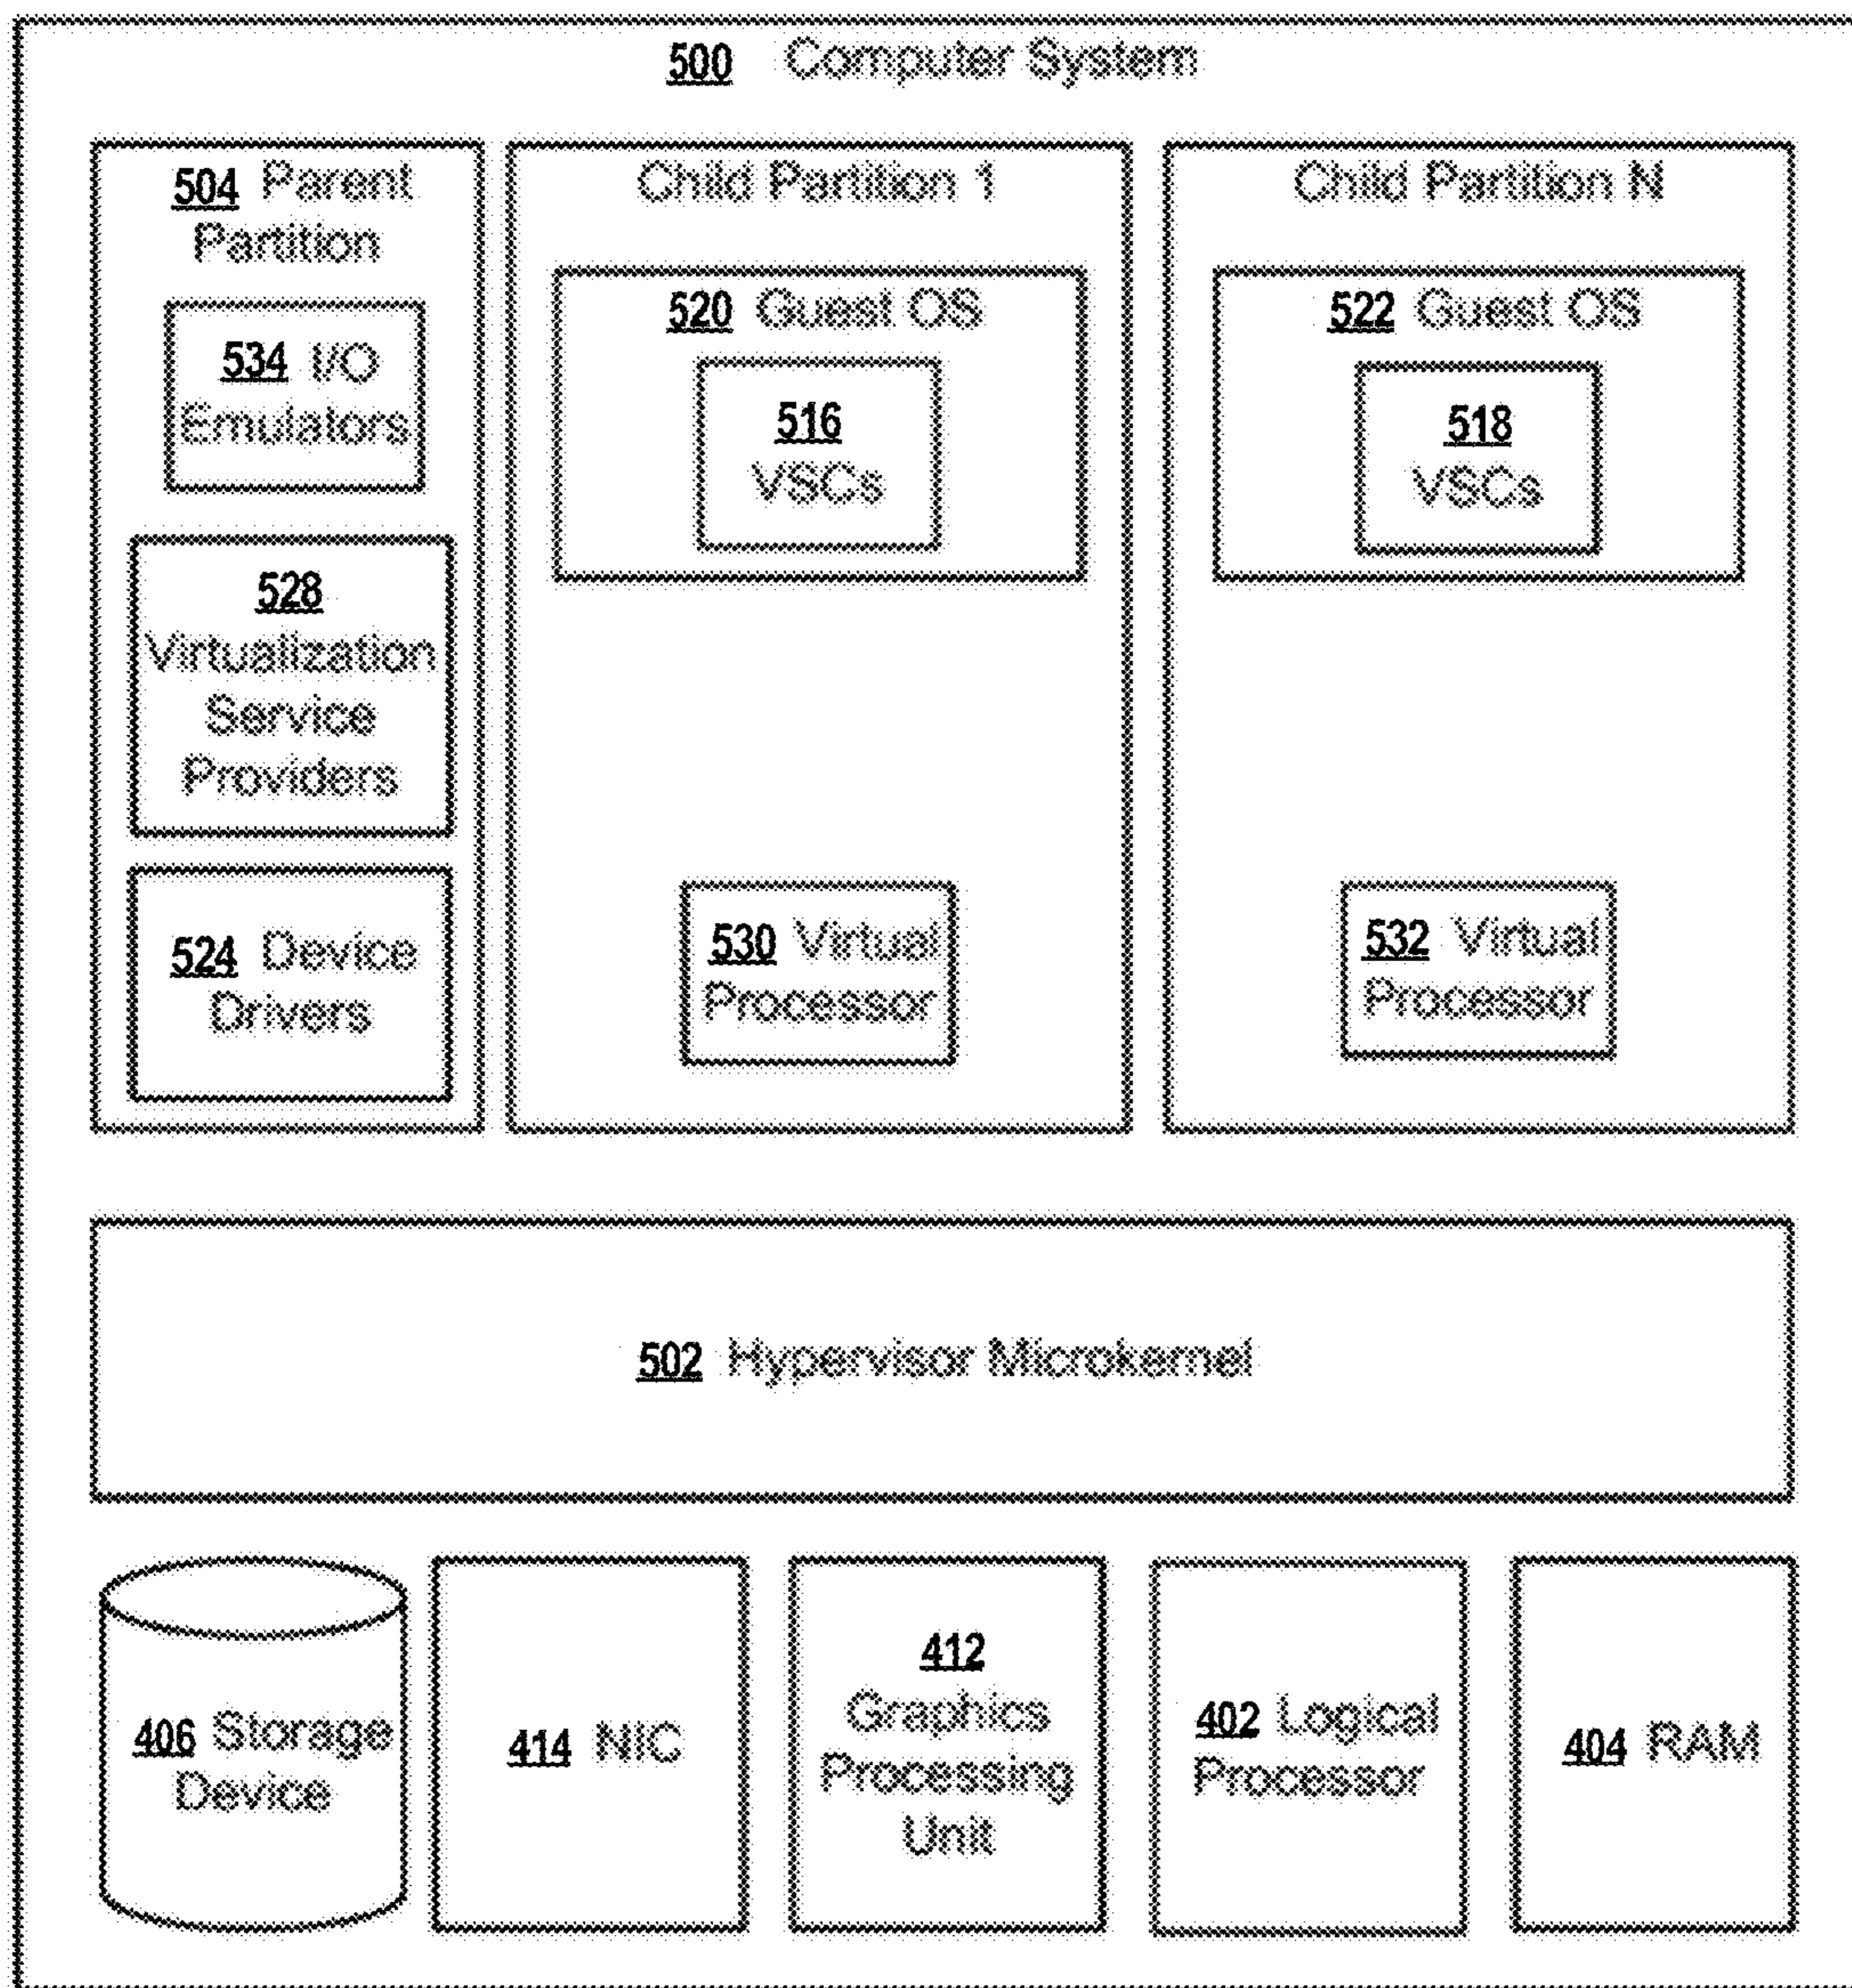 500 Computer System
504 Parent
Partition
534 I/O
Emulators
528
Virtualization
Service
Providers
524 Device
Drivers
Child Partition 1
520 Guest OS
516
VSCs
530 Virtual
Processor
Child Partition N
522 Guest OS
518
VSCs
532 Virtual
Processor
502 Hypervisor Microkernel
406 Storage
Device
414 NIC
412
Graphics
Processing
Unit
402 Logical
Processor
404 RAM